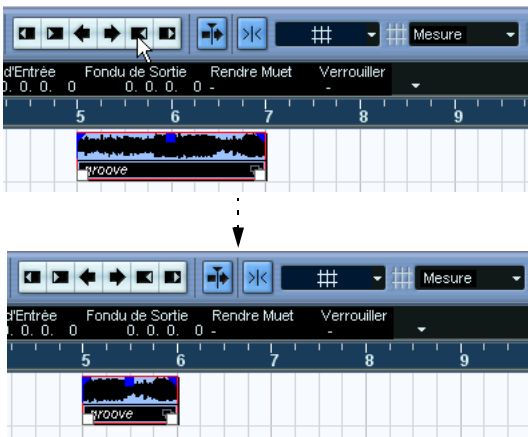 Mesure
d'Entrée Fondu de Sortie Rendre Muet Verrouiller
0. 0. 0. 0 0. 0. 0. 0 - -
5 6 7 8 9
groove
Mesure
d'Entrée Fondu de Sortie Rendre Muet Verrouiller
0. 0. 0. 0 0. 0. 0. 0 - -
5 6 7 8 9
groove